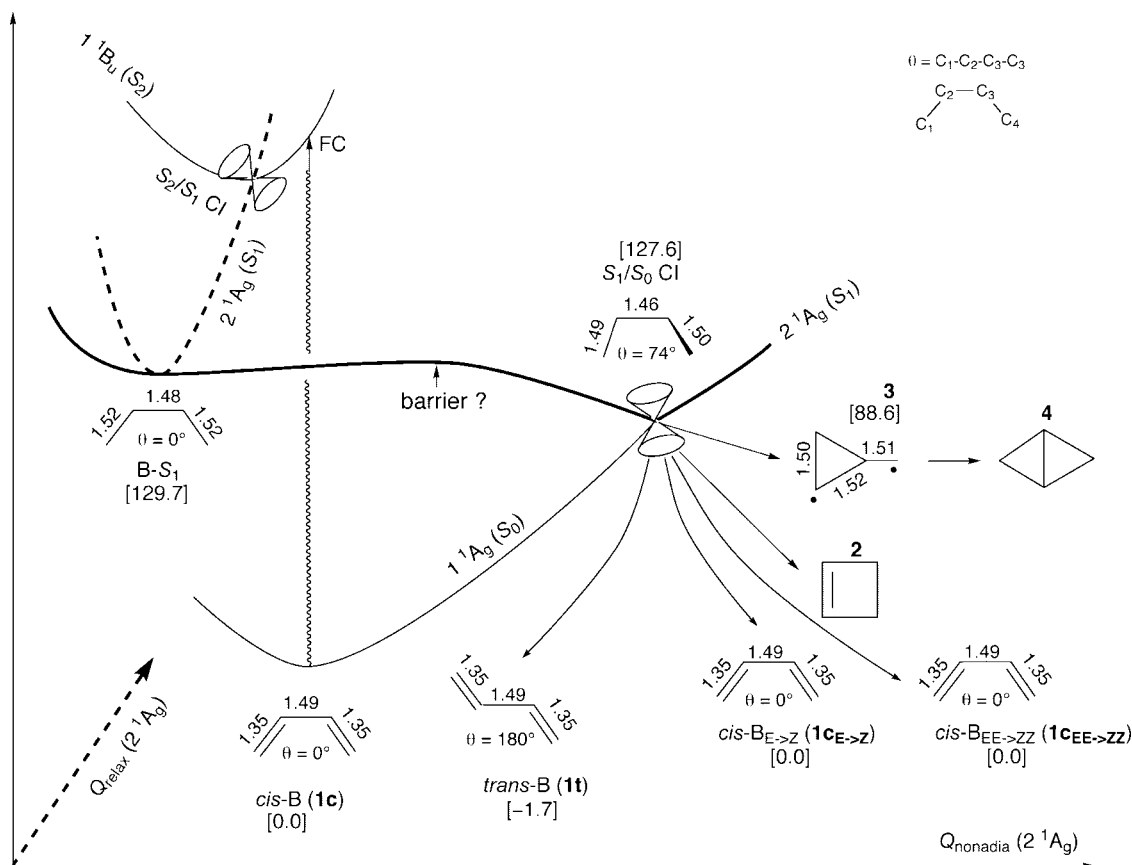 1 ¹Bᵤ (S₂)
θ = C₁-C₂-C₃-C₃
C₂ — C₃
C₁
C₄
FC
S₂/S₁ CI
2 ¹A_g (S₁)
[127.6]
S₁/S₀ CI
1.46
1.49
1.50
θ = 74°
2 ¹A_g (S₁)
barrier ?
1.48
1.52
1.52
θ = 0°
B-S₁
[129.7]
3
[88.6]
1.50
1.51
1.52
4
1 ¹A_g (S₀)
2
Q_relax (2 ¹A_g)
1.49
1.35
1.35
θ = 0°
cis-B (1c)
[0.0]
1.35
1.49
1.35
θ = 180°
trans-B (1t)
[−1.7]
1.49
1.35
1.35
θ = 0°
cis-B_E->Z (1c_E->Z)
[0.0]
1.49
1.35
1.35
θ = 0°
cis-B_EE->ZZ (1c_EE->ZZ)
[0.0]
Q_nonadia (2 ¹A_g)